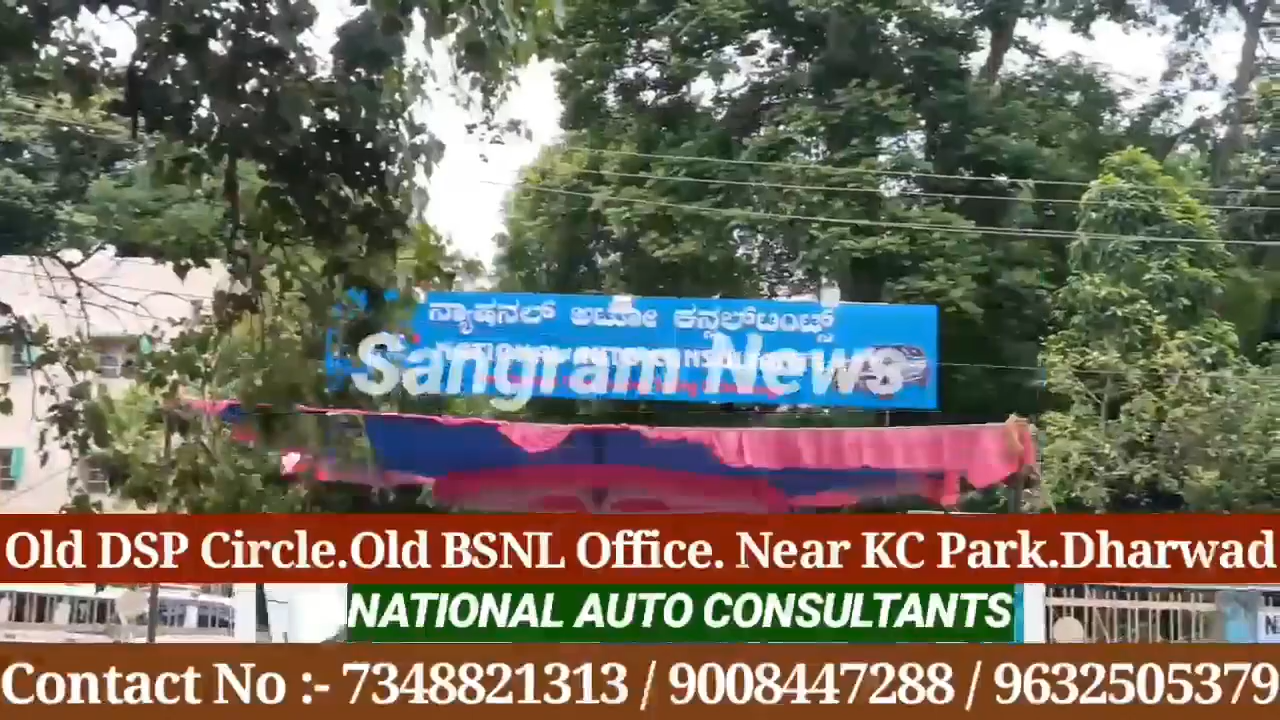 ನ್ಯಾಷನಲ್ ಆಟೋ ಕನ್ಸಲ್‌ಟಂಟ್ಸ್
Sangram News
Old DSP Circle.Old BSNL Office. Near KC Park.Dharwad
NATIONAL AUTO CONSULTANTS
Contact No :- 7348821313 / 9008447288 / 9632505379